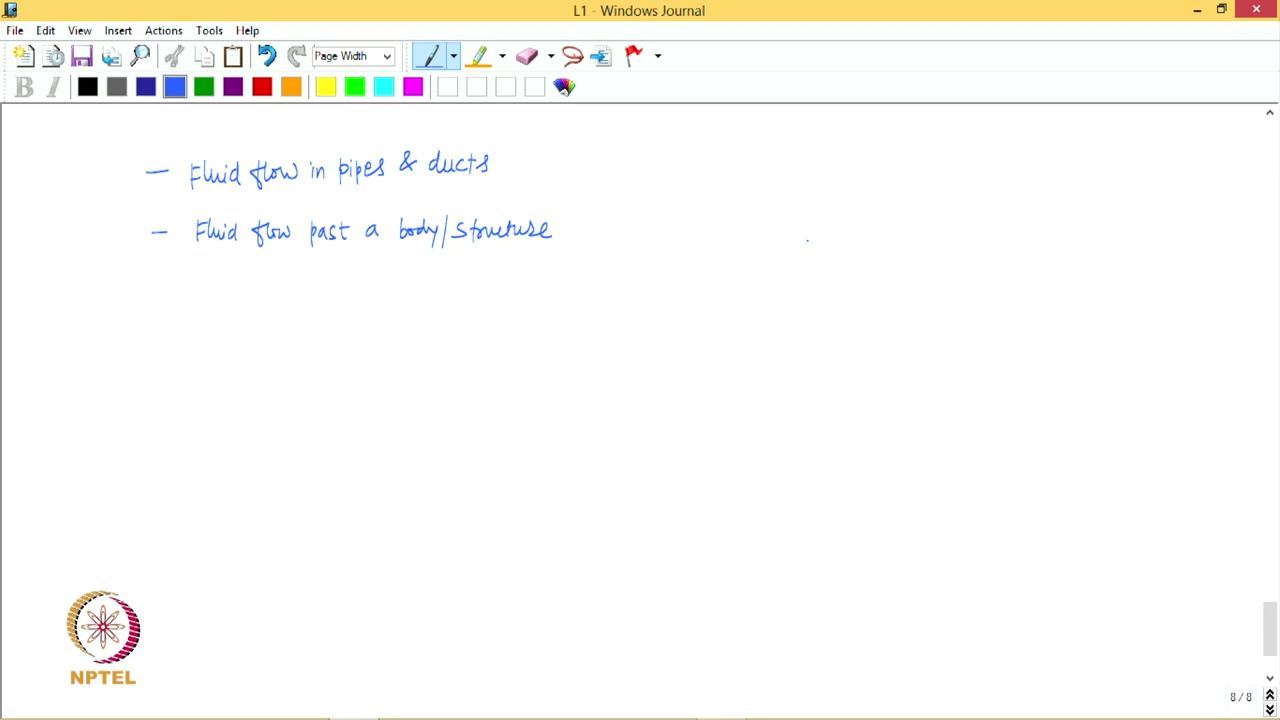 L1 - Windows Journal
File Edit View Insert Actions Tools Help
Page Width
B I
— Fluid flow in pipes & ducts
— Fluid flow past a body/structure
NPTEL
8/8